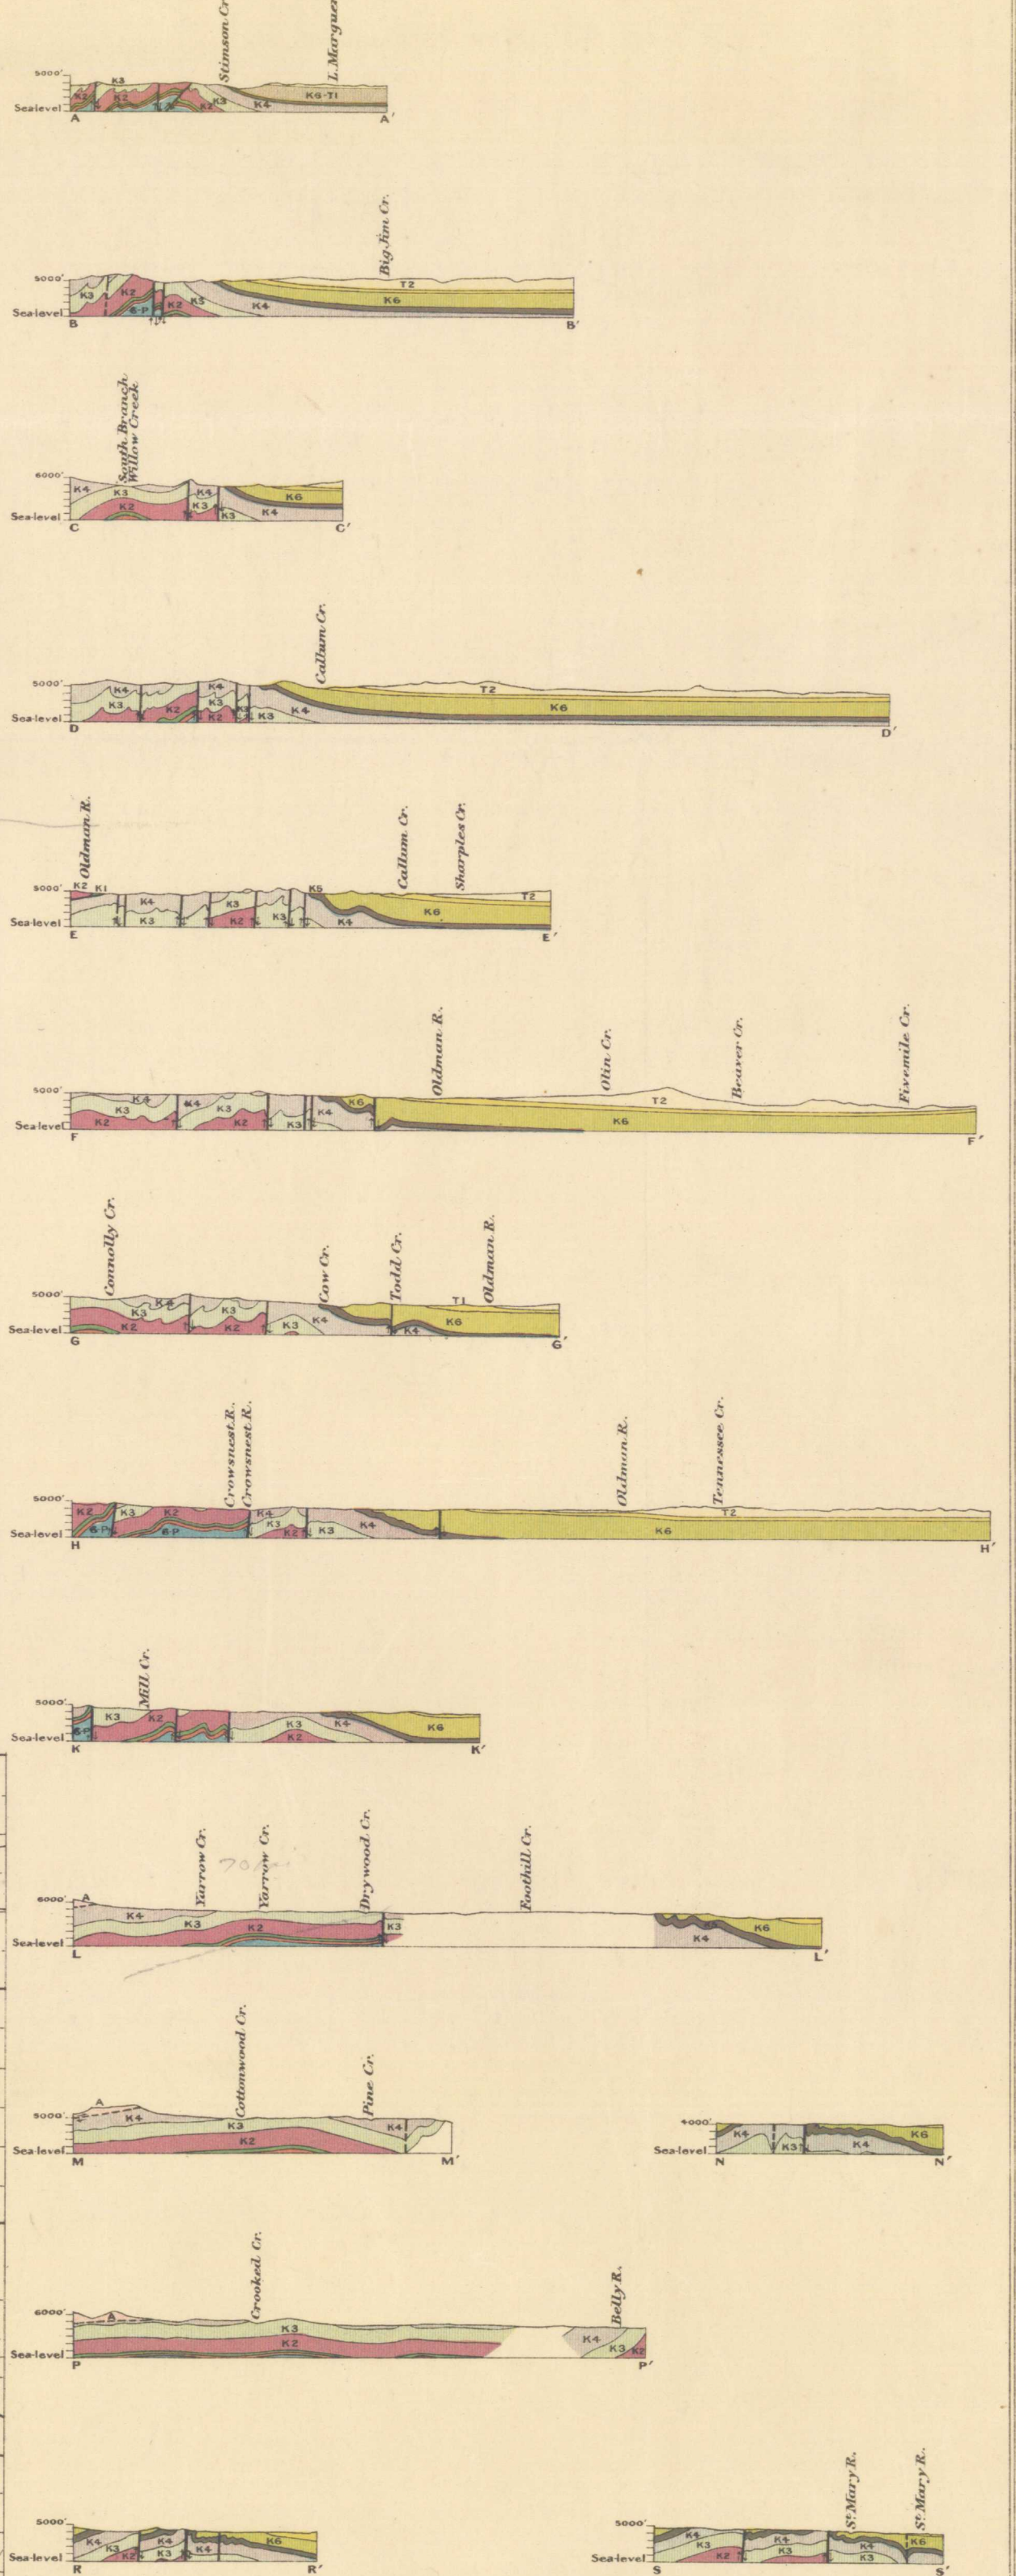 Stimson Cr.
5000'
K3
K2
K2
K2
K3
K4
K6-T1
Sea-level
A
A'
Big Jim Cr.
5000'
K3
K2
C-P
K2
K3
K4
T2
K6
Sea-level
B
B'
South Branch
Willow Creek
6000'
K4
K3
K2
K4
K3
K3
K4
K6
Sea-level
C
C'
Callum Cr.
5000'
K4
K3
K2
K4
K3
K2
K3
K4
T2
K6
Sea-level
D
D'
Oldman R.
Callum Cr.
Sharples Cr.
5000'
K2
K1
K4
K3
K3
K2
K3
K5
K4
K6
T2
Sea-level
E
E'
Oldman R.
Olin Cr.
Beaver Cr.
Fivemile Cr.
5000'
K4
K3
K2
K4
K3
K2
K3
K4
K6
T2
K6
Sea-level
F
F'
Connolly Cr.
Cow Cr.
Todd Cr.
Oldman R.
5000'
K4
K3
K2
K3
K2
K3
K4
K4
K6
T1
Sea-level
G
G'
Crowsnest R.
Crowsnest R.
Oldman R.
Tennessee Cr.
5000'
K2
C-P
K3
K2
C-P
K4
K3
K2
K3
K4
T2
K6
Sea-level
H
H'
Mill Cr.
5000'
C-P
K3
K2
K3
K2
K4
K6
Sea-level
K
K'
Yarrow Cr.
Yarrow Cr.
Drywood Cr.
Foothill Cr.
6000'
A
K4
K3
K2
K3
K4
K6
Sea-level
L
L'
Cottonwood Cr.
Pine Cr.
5000'
A
K4
K3
K2
K4
Sea-level
M
M'
4000'
K4
K3
K4
K6
Sea-level
N
N'
Crooked Cr.
Belly R.
6000'
A
K3
K2
K4
K3
K2
Sea-level
P
P'
5000'
K4
K3
K2
K4
K3
K4
K6
Sea-level
R
R'
St. Mary R.
St. Mary R.
5000'
K4
K3
K2
K4
K3
K4
K3
K6
Sea-level
S
S'